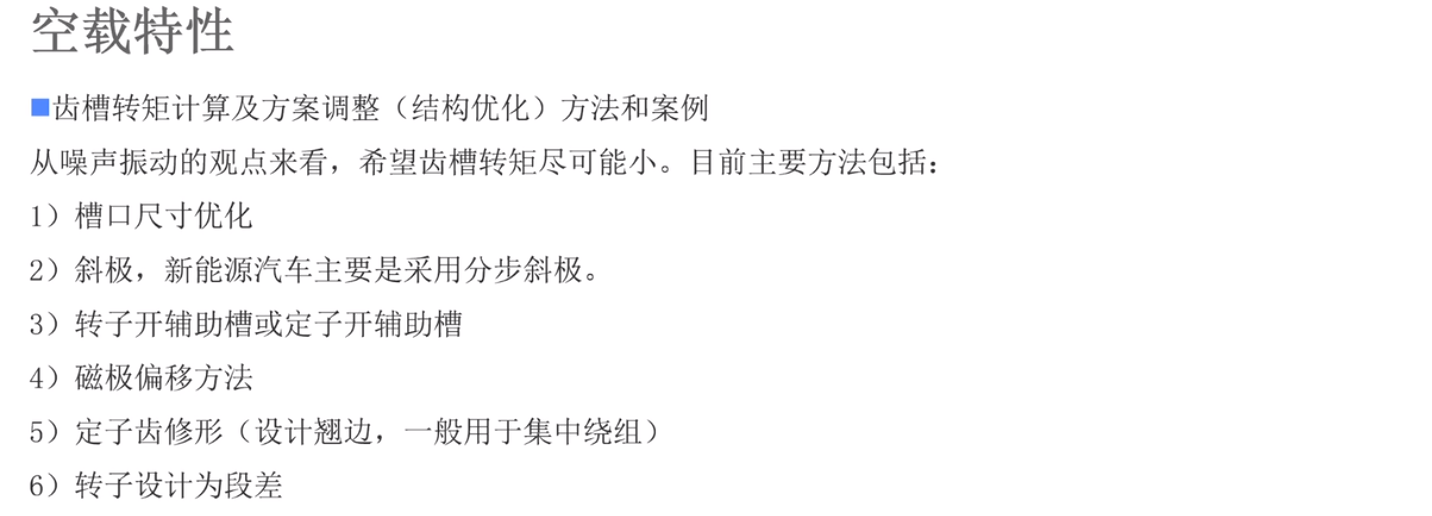 空载特性
■齿槽转矩计算及方案调整（结构优化）方法和案例
从噪声振动的观点来看，希望齿槽转矩尽可能小。目前主要方法包括：
1）槽口尺寸优化
2）斜极，新能源汽车主要是采用分步斜极。
3）转子开辅助槽或定子开辅助槽
4）磁极偏移方法
5）定子齿修形（设计翘边，一般用于集中绕组）
6）转子设计为段差